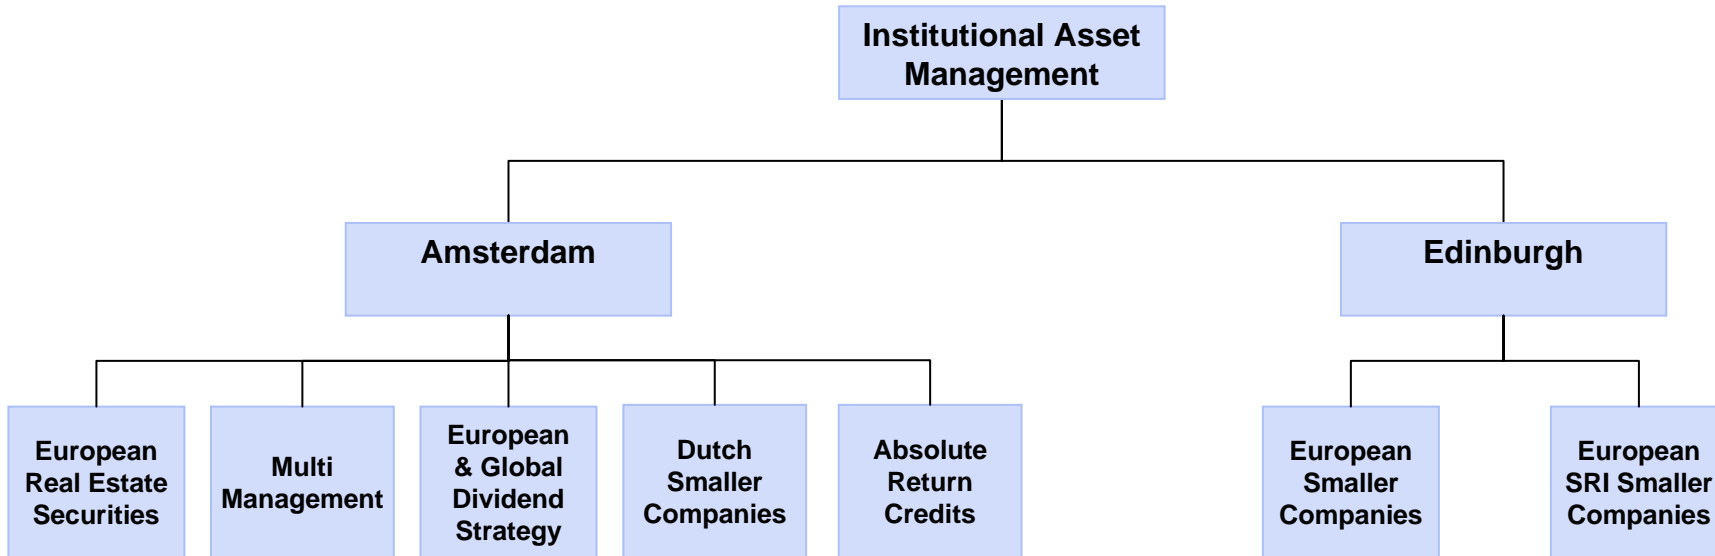 Institutional Asset
Management
Amsterdam
Edinburgh
European
Real Estate
Securities
Multi
Management
European
& Global
Dividend
Strategy
Dutch
Smaller
Companies
Absolute
Return
Credits
European
Smaller
Companies
European
SRI Smaller
Companies